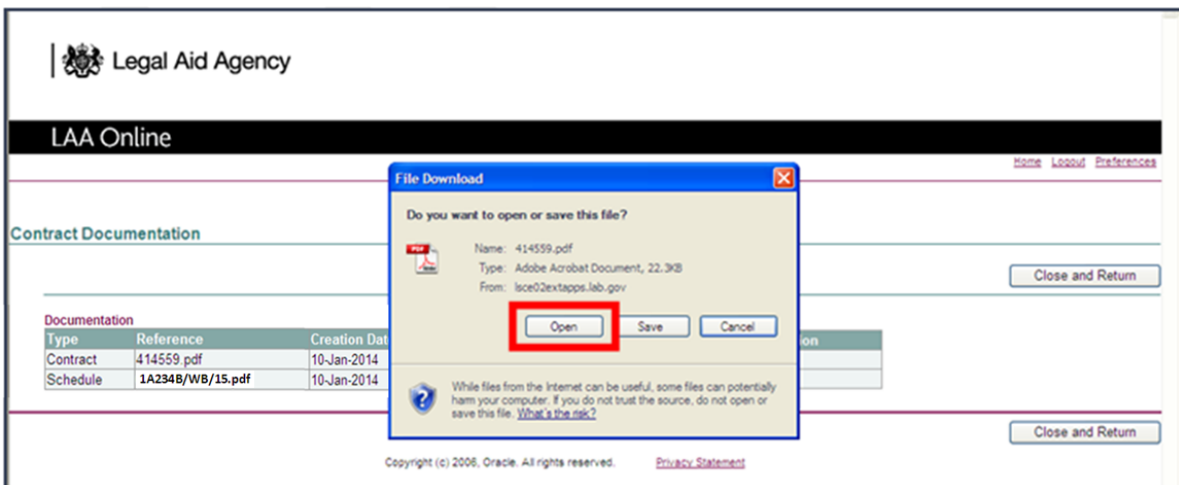 Legal Aid Agency
LAA Online
Home Logout Preferences
File Download
Do you want to open or save this file?
PDF
Name: 414559.pdf
Type: Adobe Acrobat Document, 22.3KB
From: lsce02extapps.lab.gov
Open Save Cancel
While files from the Internet can be useful, some files can potentially
harm your computer. If you do not trust the source, do not open or
save this file. What's the risk?
Contract Documentation
Close and Return
Documentation
Type Reference Creation Dat on
Contract 414559.pdf 10-Jan-2014
Schedule 1A234B/WB/15.pdf 10-Jan-2014
Close and Return
Copyright (c) 2006, Oracle. All rights reserved. Privacy Statement